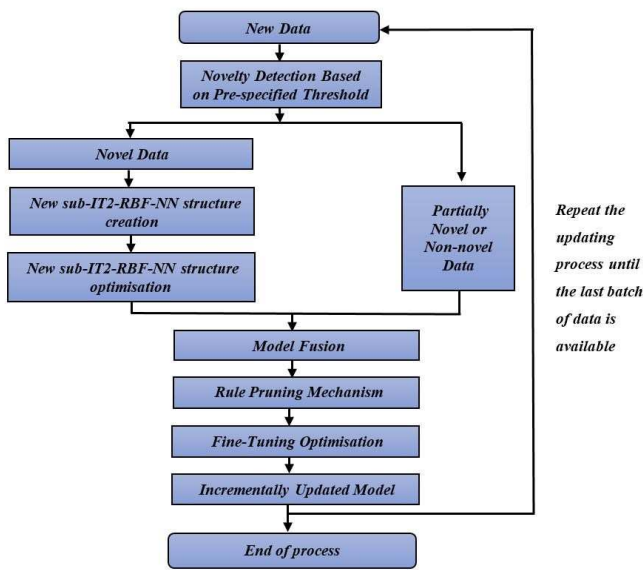 New Data
Novelty Detection Based
on Pre-specified Threshold
Novel Data
New sub-IT2-RBF-NN structure
creation
New sub-IT2-RBF-NN structure
optimisation
Partially
Novel or
Non-novel
Data
Repeat the
updating
process until
the last batch
of data is
available
Model Fusion
Rule Pruning Mechanism
Fine-Tuning Optimisation
Incrementally Updated Model
End of process